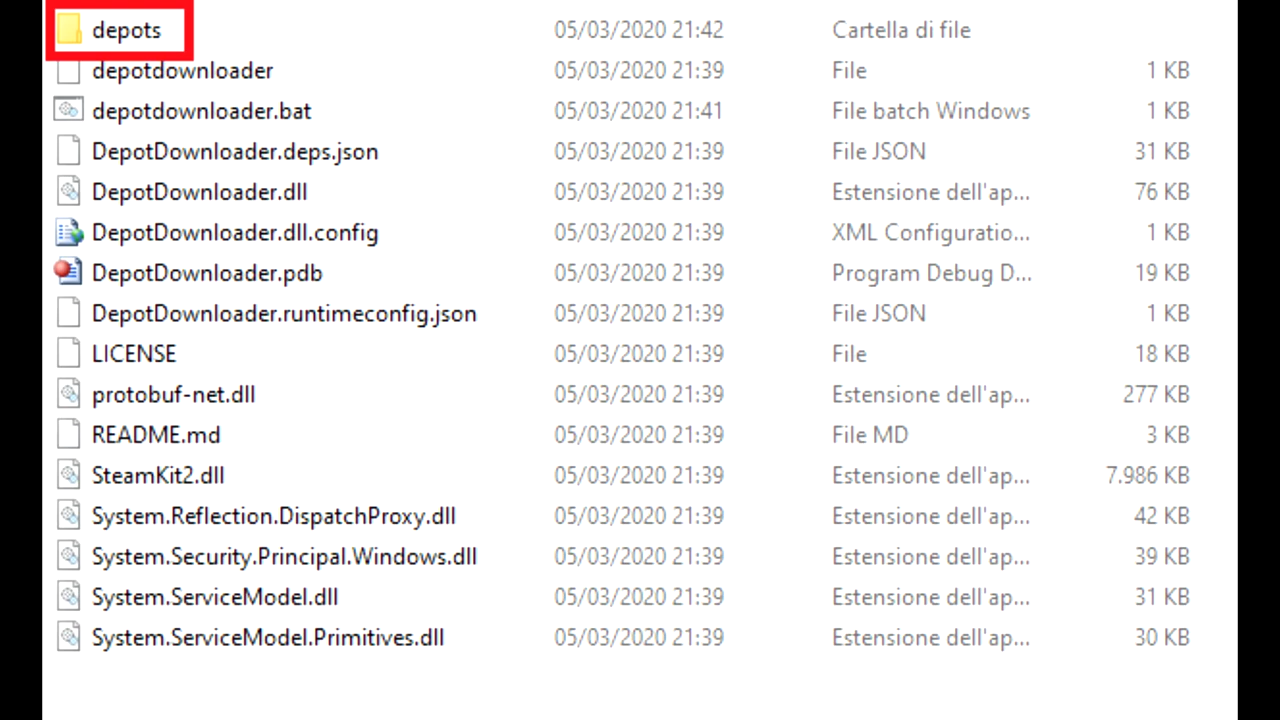 depots 05/03/2020 21:42 Cartella di file
depotdownloader 05/03/2020 21:39 File 1 KB
depotdownloader.bat 05/03/2020 21:41 File batch Windows 1 KB
DepotDownloader.deps.json 05/03/2020 21:39 File JSON 31 KB
DepotDownloader.dll 05/03/2020 21:39 Estensione dell'ap... 76 KB
DepotDownloader.dll.config 05/03/2020 21:39 XML Configuratio... 1 KB
DepotDownloader.pdb 05/03/2020 21:39 Program Debug D... 19 KB
DepotDownloader.runtimeconfig.json 05/03/2020 21:39 File JSON 1 KB
LICENSE 05/03/2020 21:39 File 18 KB
protobuf-net.dll 05/03/2020 21:39 Estensione dell'ap... 277 KB
README.md 05/03/2020 21:39 File MD 3 KB
SteamKit2.dll 05/03/2020 21:39 Estensione dell'ap... 7.986 KB
System.Reflection.DispatchProxy.dll 05/03/2020 21:39 Estensione dell'ap... 42 KB
System.Security.Principal.Windows.dll 05/03/2020 21:39 Estensione dell'ap... 39 KB
System.ServiceModel.dll 05/03/2020 21:39 Estensione dell'ap... 31 KB
System.ServiceModel.Primitives.dll 05/03/2020 21:39 Estensione dell'ap... 30 KB